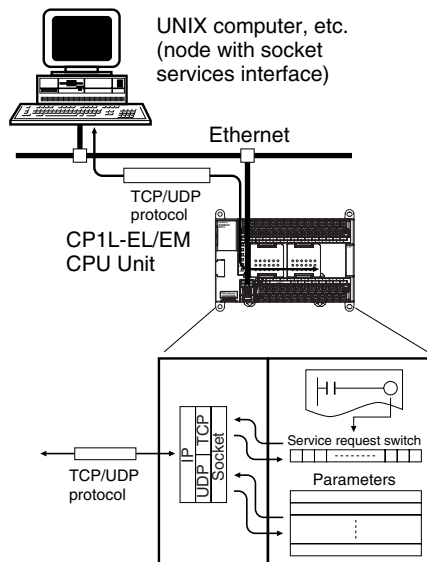 UNIX computer, etc.
(node with socket
services interface)
Ethernet
TCP/UDP
protocol
CP1L-EL/EM
CPU Unit
IP
UDP
TCP
Socket
TCP/UDP
protocol
Service request switch
Parameters